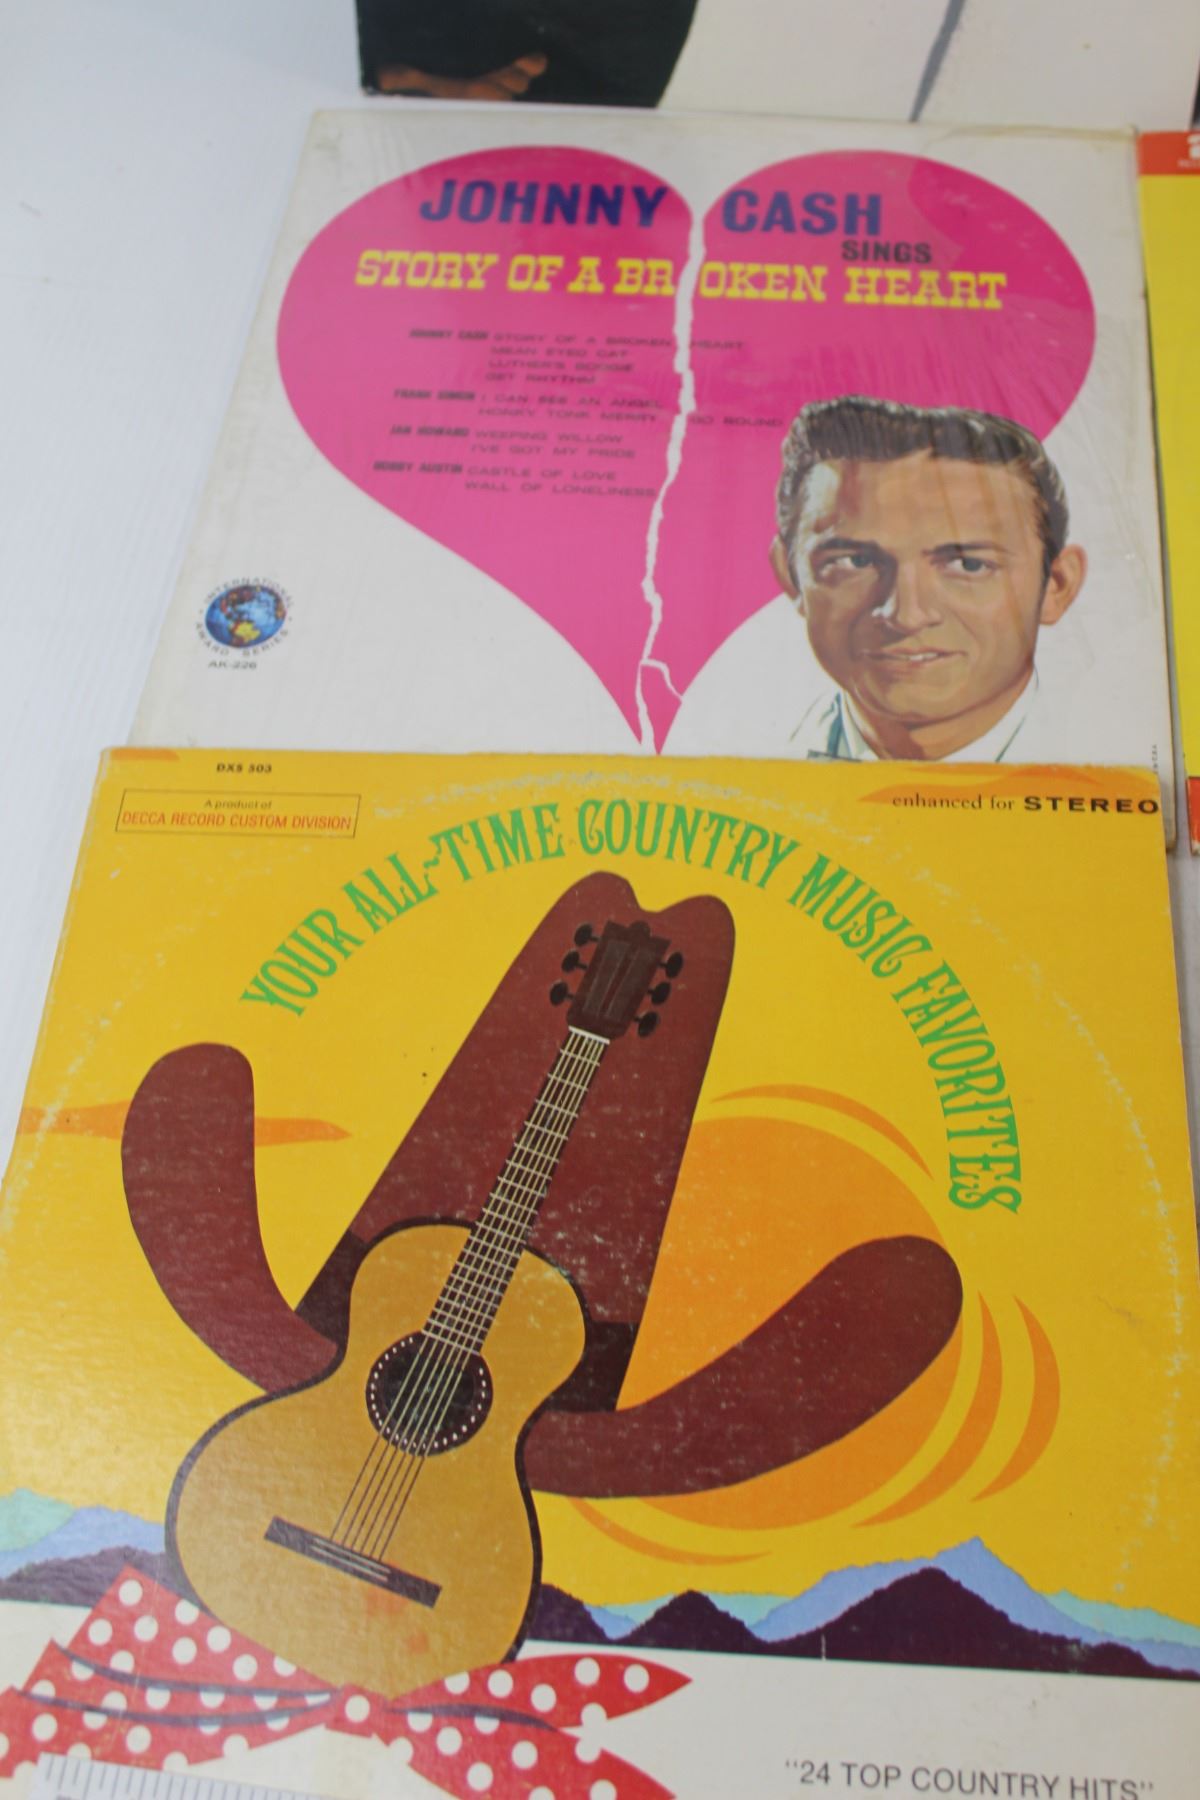 JOHNNY CASH
SINGS
STORY OF A BROKEN HEART
JOHNNY CASH STORY OF A BROKEN HEART
MEAN EYED CAT
LUTHER'S BOOGIE
GET RHYTHM
FRANK SIMON I CAN SEE AN ANGEL
HONKY TONK MERRY GO ROUND
JAN HOWARD WEEPING WILLOW
I'VE GOT MY PRIDE
BOBBY AUSTIN CASTLE OF LOVE
WALL OF LONELINESS
INTERNATIONAL
AWARD SERIES
AK-226
DXS 503
A product of
DECCA RECORD CUSTOM DIVISION
enhanced for STEREO
YOUR ALL-TIME COUNTRY MUSIC FAVORITES
"24 TOP COUNTRY HITS"